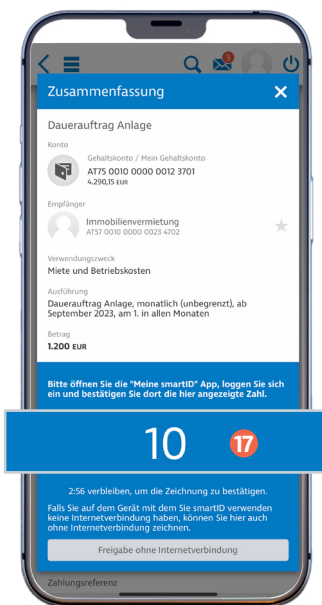 3
Zusammenfassung
Dauerauftrag Anlage
Konto
Gehaltskonto / Mein Gehaltskonto
AT75 0010 0000 0012 3701
4.290,15 EUR
Empfänger
Immobilienvermietung
AT57 0010 0000 0023 4702
Verwendungszweck
Miete und Betriebskosten
Ausführung
Dauerauftrag Anlage, monatlich (unbegrenzt), ab
September 2023, am 1. in allen Monaten
Betrag
1.200 EUR
Bitte öffnen Sie die "Meine smartID" App, loggen Sie sich
ein und bestätigen Sie dort die hier angezeigte Zahl.
10
17
2:56 verbleiben, um die Zeichnung zu bestätigen.
Falls Sie auf dem Gerät mit dem Sie smartID verwenden
keine Internetverbindung haben, können Sie hier auch
ohne Internetverbindung zeichnen.
Freigabe ohne Internetverbindung
Zahlungsreferenz